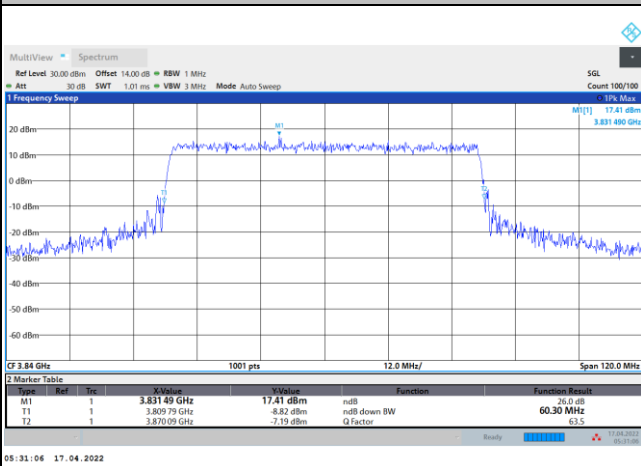 MultiView Spectrum
Ref Level 30.00 dBm Offset 14.00 dB RBW 1 MHz SGL
Att 30 dB SWT 1.01 ms VBW 3 MHz Mode Auto Sweep Count 100/100
1 Frequency Sweep 1Pk Max
M1[1] 17.41 dBm
3.831 490 GHz
M1
20 dBm
10 dBm
0 dBm
T1
T2
-10 dBm
-20 dBm
-30 dBm
-40 dBm
-50 dBm
-60 dBm
CF 3.84 GHz 1001 pts 12.0 MHz/ Span 120.0 MHz
2 Marker Table
Type Ref Trc X-Value Y-Value Function Function Result
M1 1 3.831 49 GHz 17.41 dBm ndB 26.0 dB
T1 1 3.809 79 GHz -8.82 dBm ndB down BW 60.30 MHz
T2 1 3.870 09 GHz -7.19 dBm Q Factor 63.5
Ready 17.04.2022
05:31:06
05:31:06 17.04.2022